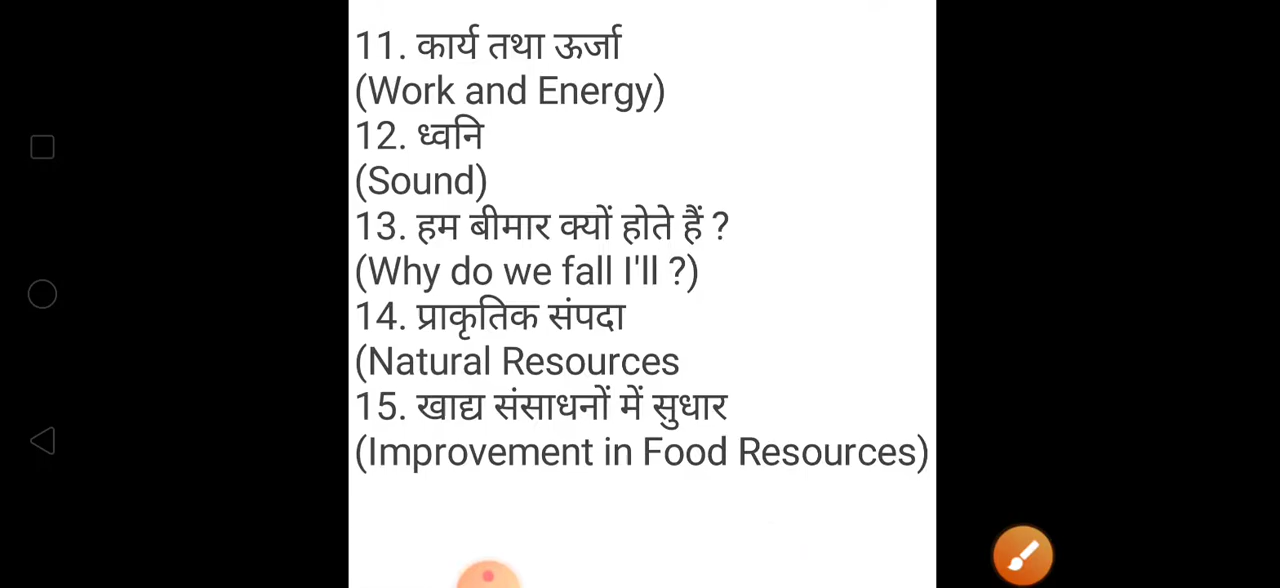 11. कार्य तथा ऊर्जा
(Work and Energy)
12. ध्वनि
(Sound)
13. हम बीमार क्यों होते हैं ?
(Why do we fall I'll ?)
14. प्राकृतिक संपदा
(Natural Resources
15. खाद्य संसाधनों में सुधार
(Improvement in Food Resources)